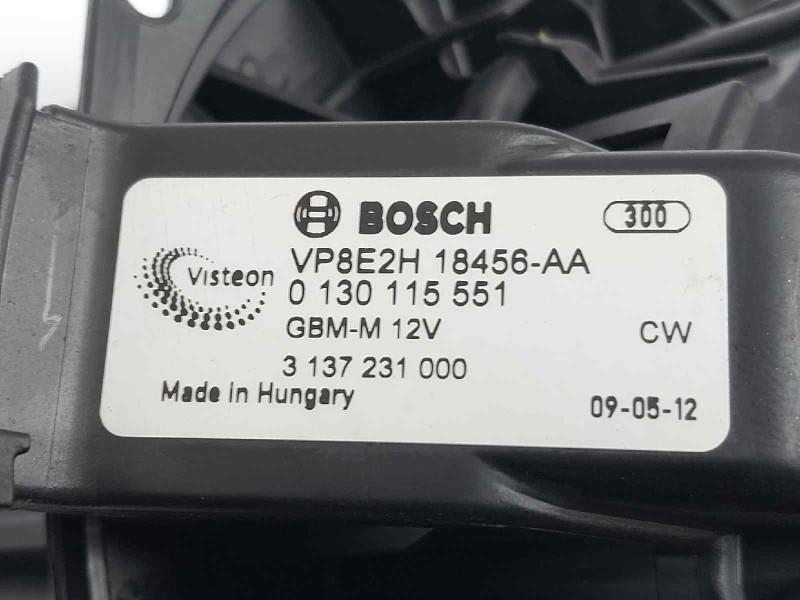 BOSCH
300
VP8E2H 18456-AA
Visteon
0 130 115 551
GBM-M 12V
CW
3 137 231 000
Made in Hungary
09-05-12